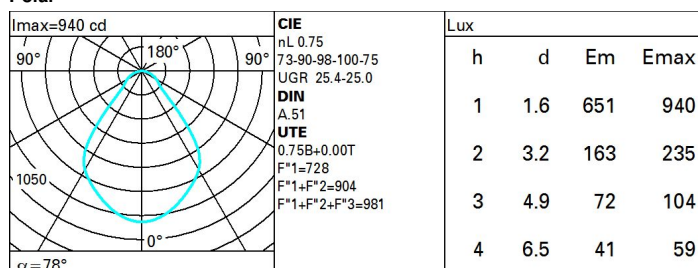 Imax=940 cd
90°
180°
90°
1050
0°
α=78°
CIE
nL 0.75
73-90-98-100-75
UGR 25.4-25.0
DIN
A.51
UTE
0.75B+0.00T
F"1=728
F"1+F"2=904
F"1+F"2+F"3=981
Lux
h d Em Emax
1 1.6 651 940
2 3.2 163 235
3 4.9 72 104
4 6.5 41 59